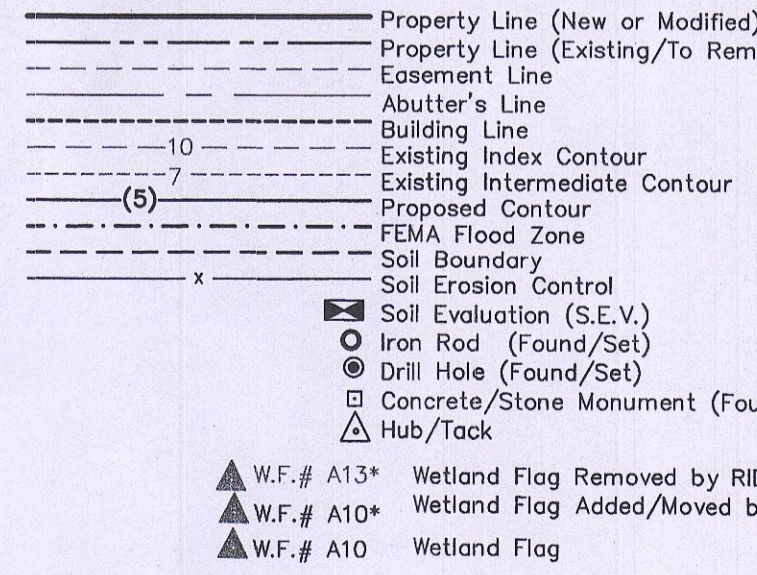 Property Line (New or Modified)
Property Line (Existing/To Rem
Easement Line
Abutter's Line
Building Line
10 Existing Index Contour
7 Existing Intermediate Contour
(5) Proposed Contour
FEMA Flood Zone
Soil Boundary
x Soil Erosion Control
Soil Evaluation (S.E.V.)
Iron Rod (Found/Set)
Drill Hole (Found/Set)
Concrete/Stone Monument (Fou
Hub/Tack
W.F.# A13* Wetland Flag Removed by RI
W.F.# A10* Wetland Flag Added/Moved b
W.F.# A10 Wetland Flag